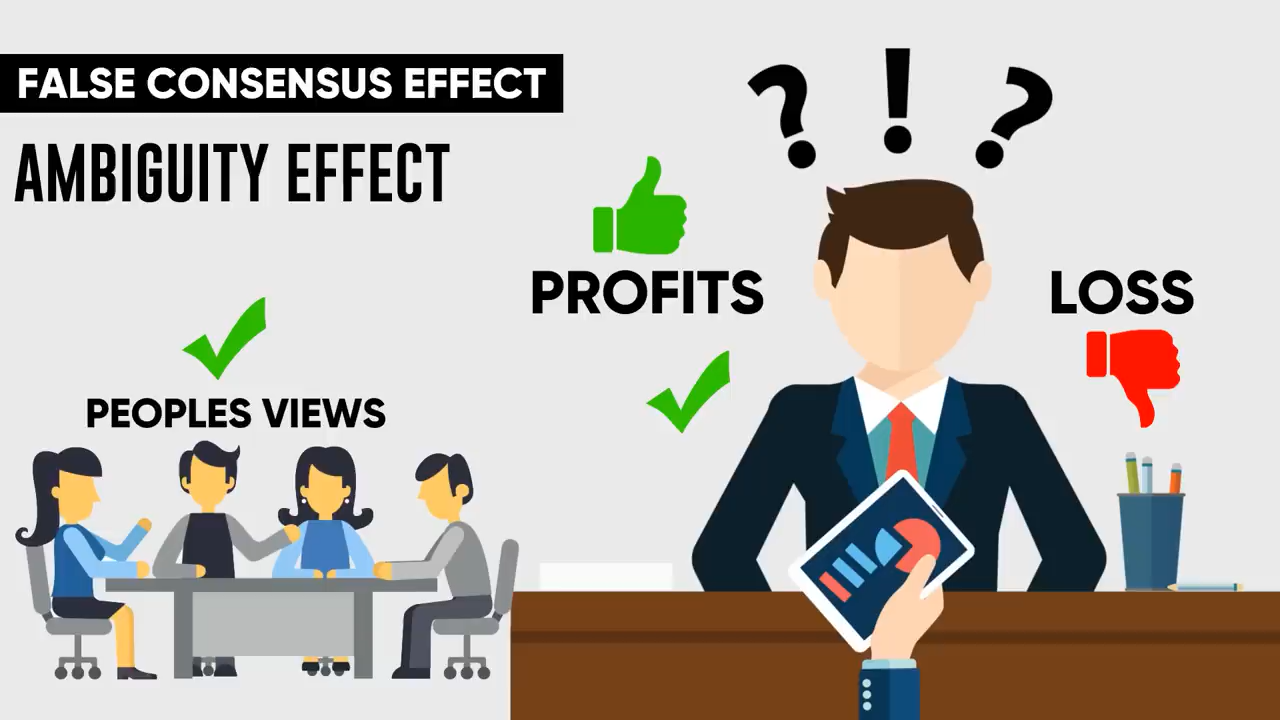 FALSE CONSENSUS EFFECT
AMBIGUITY EFFECT
? ! ?
PROFITS
LOSS
PEOPLES VIEWS